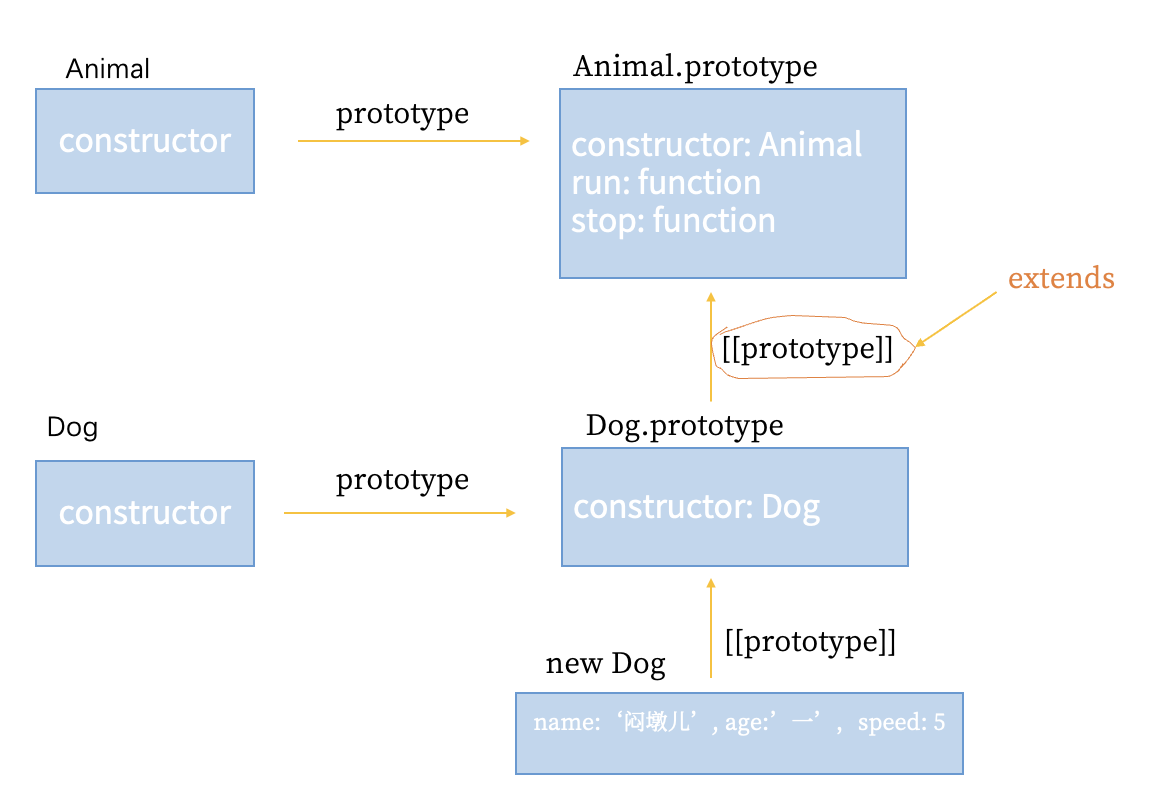 Animal
constructor
prototype
Animal.prototype
constructor: Animal
run: function
stop: function
extends
[[prototype]]
Dog
constructor
prototype
Dog.prototype
constructor: Dog
[[prototype]]
new Dog
name:‘闷墩儿’, age:’一’, speed: 5